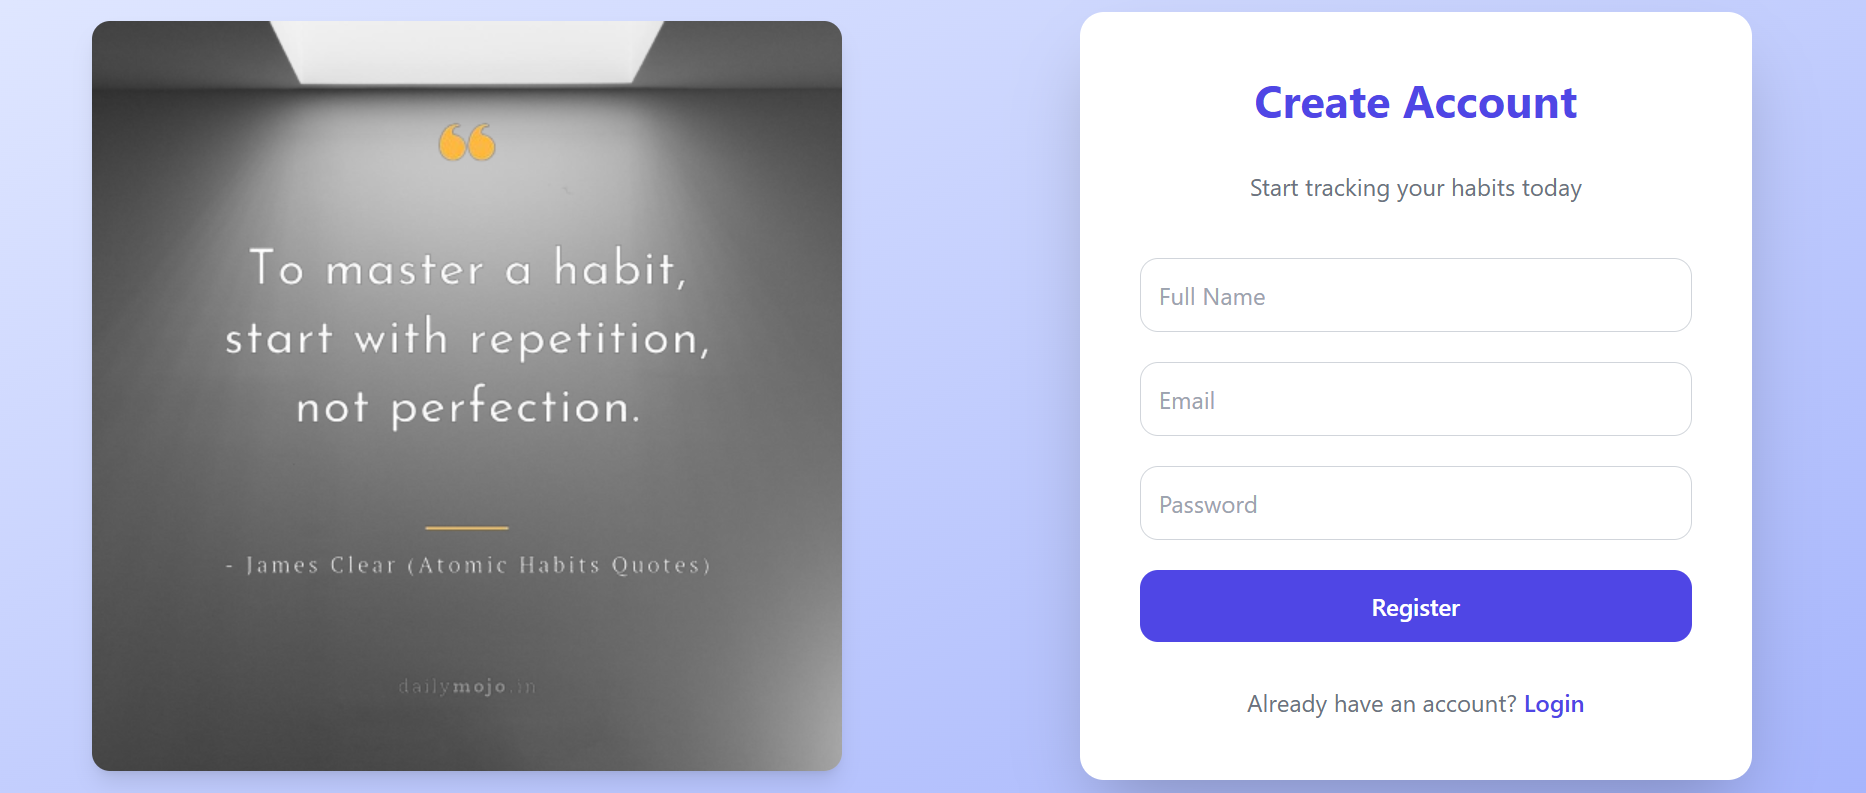 “
To master a habit,
start with repetition,
not perfection.
- James Clear (Atomic Habits Quotes)
dailymojo.in
Create Account
Start tracking your habits today
Full Name
Email
Password
Register
Already have an account? Login